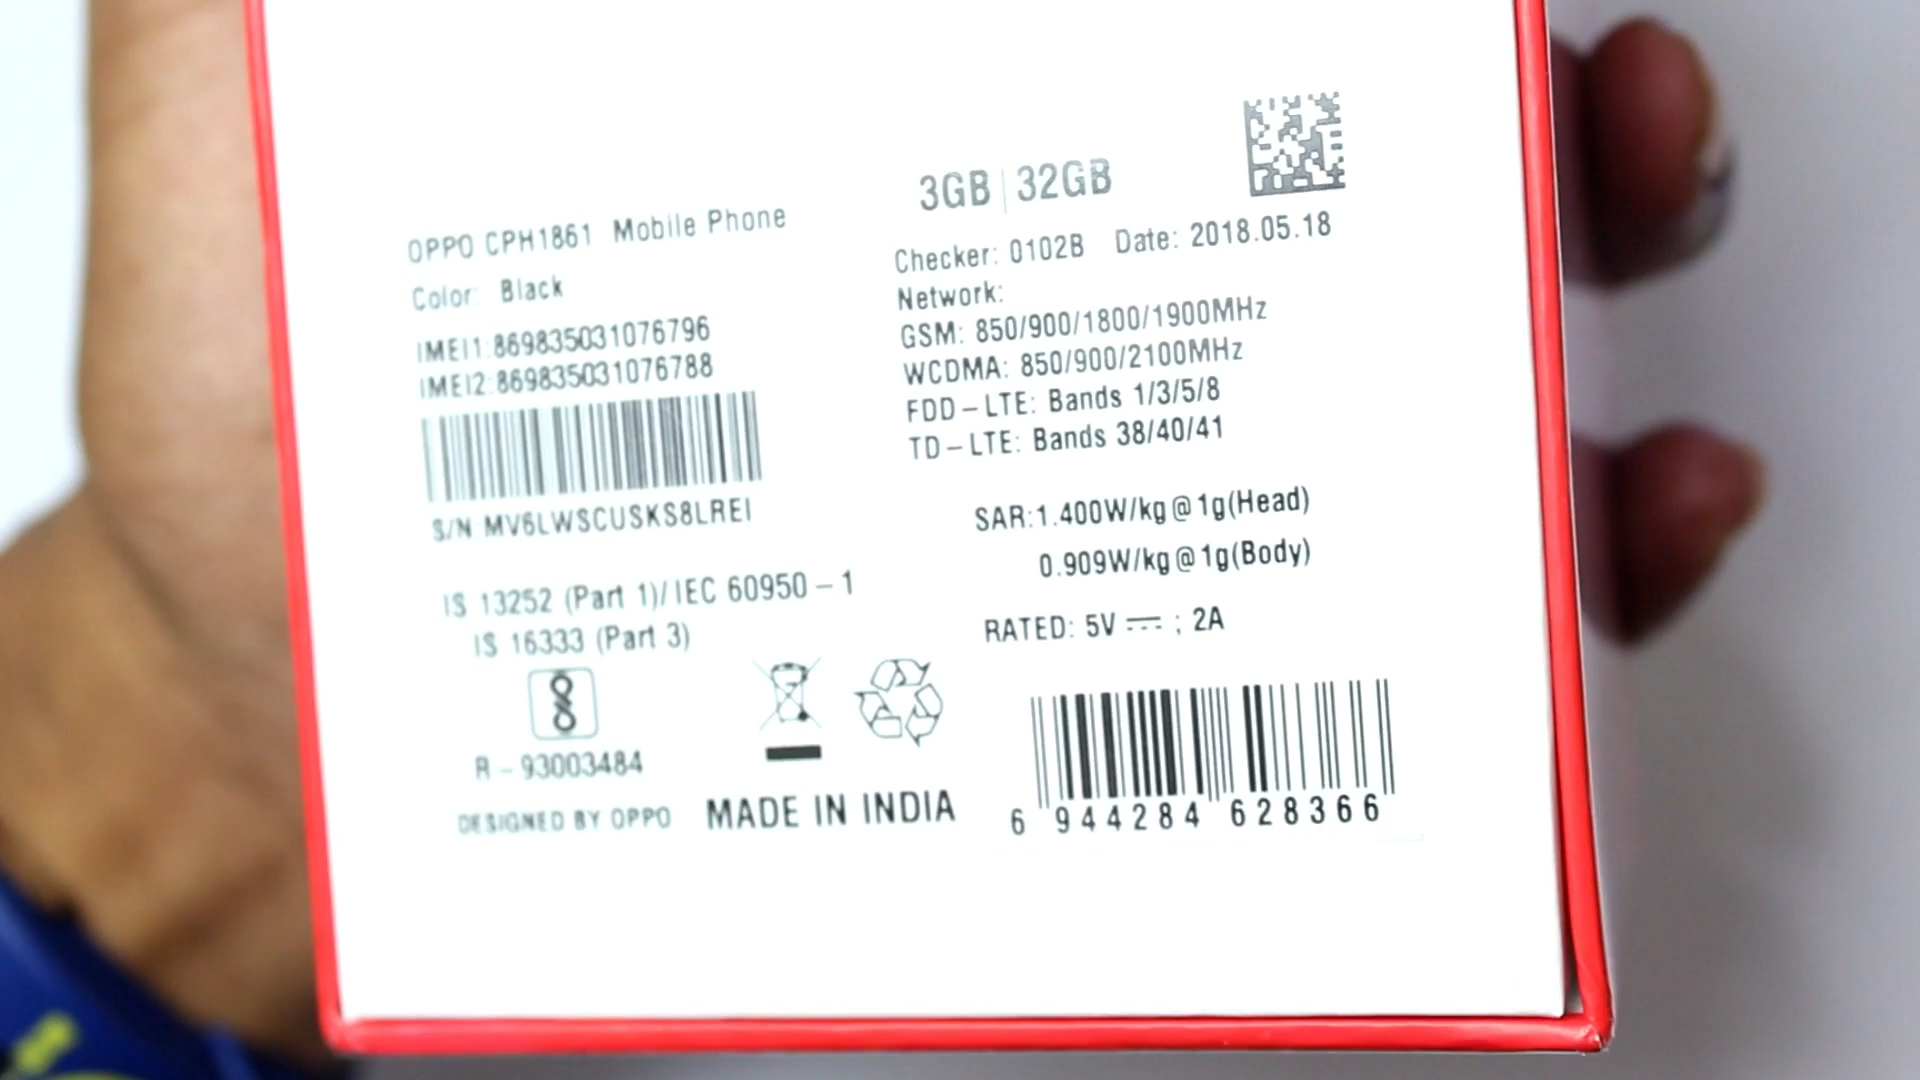 3GB | 32GB
OPPO CPH1861 Mobile Phone
Color: Black
IMEI1:869835031076796
IMEI2:869835031076788
S/N:MV6LWSCUSKS8LREI
IS 13252 (Part 1)/ IEC 60950 – 1
IS 16333 (Part 3)
R – 93003484
DESIGNED BY OPPO
MADE IN INDIA
Checker: 0102B Date: 2018.05.18
Network:
GSM: 850/900/1800/1900MHz
WCDMA: 850/900/2100MHz
FDD – LTE: Bands 1/3/5/8
TD – LTE: Bands 38/40/41
SAR:1.400W/kg@1g(Head)
0.909W/kg@1g(Body)
RATED: 5V ⎓ ; 2A
6 944284 628366